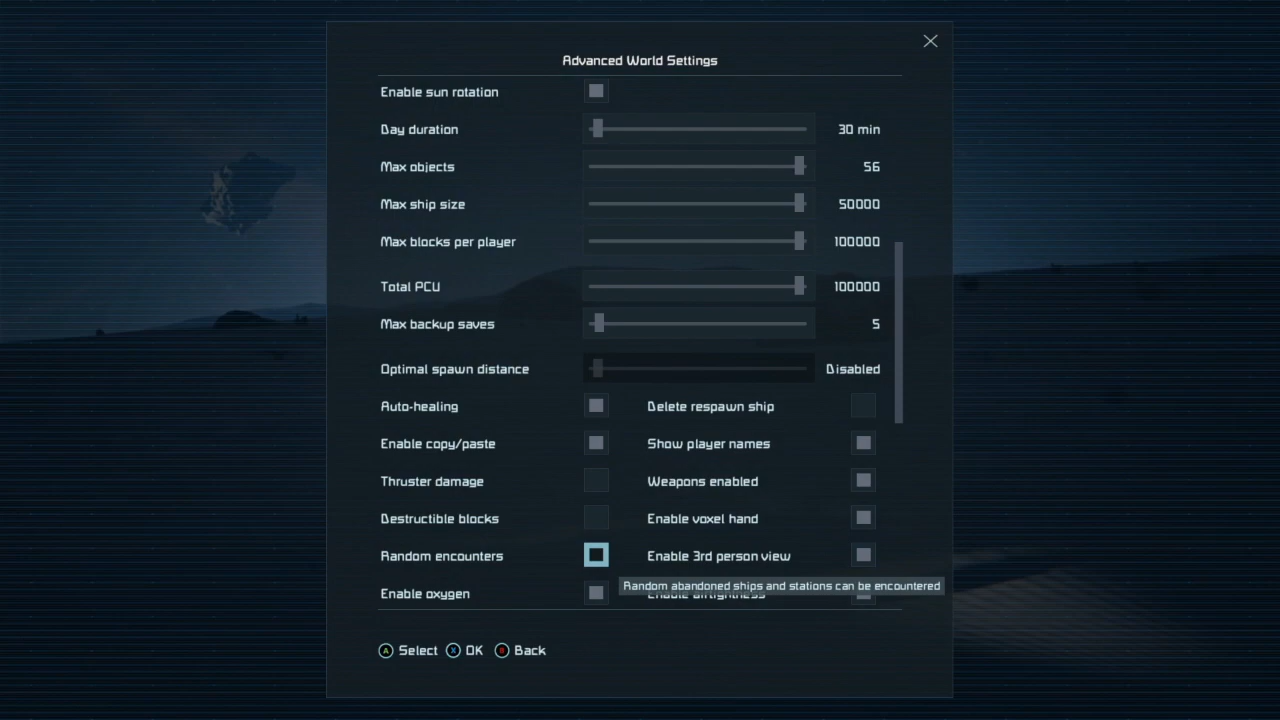 Advanced World Settings
Enable sun rotation
Day duration 30 min
Max objects 56
Max ship size 50000
Max blocks per player 100000
Total PCU 100000
Max backup saves 5
Optimal spawn distance Disabled
Auto-healing Delete respawn ship
Enable copy/paste Show player names
Thruster damage Weapons enabled
Destructible blocks Enable voxel hand
Random encounters Enable 3rd person view
Random abandoned ships and stations can be encountered
Enable oxygen Enable airtightness
A Select X OK B Back